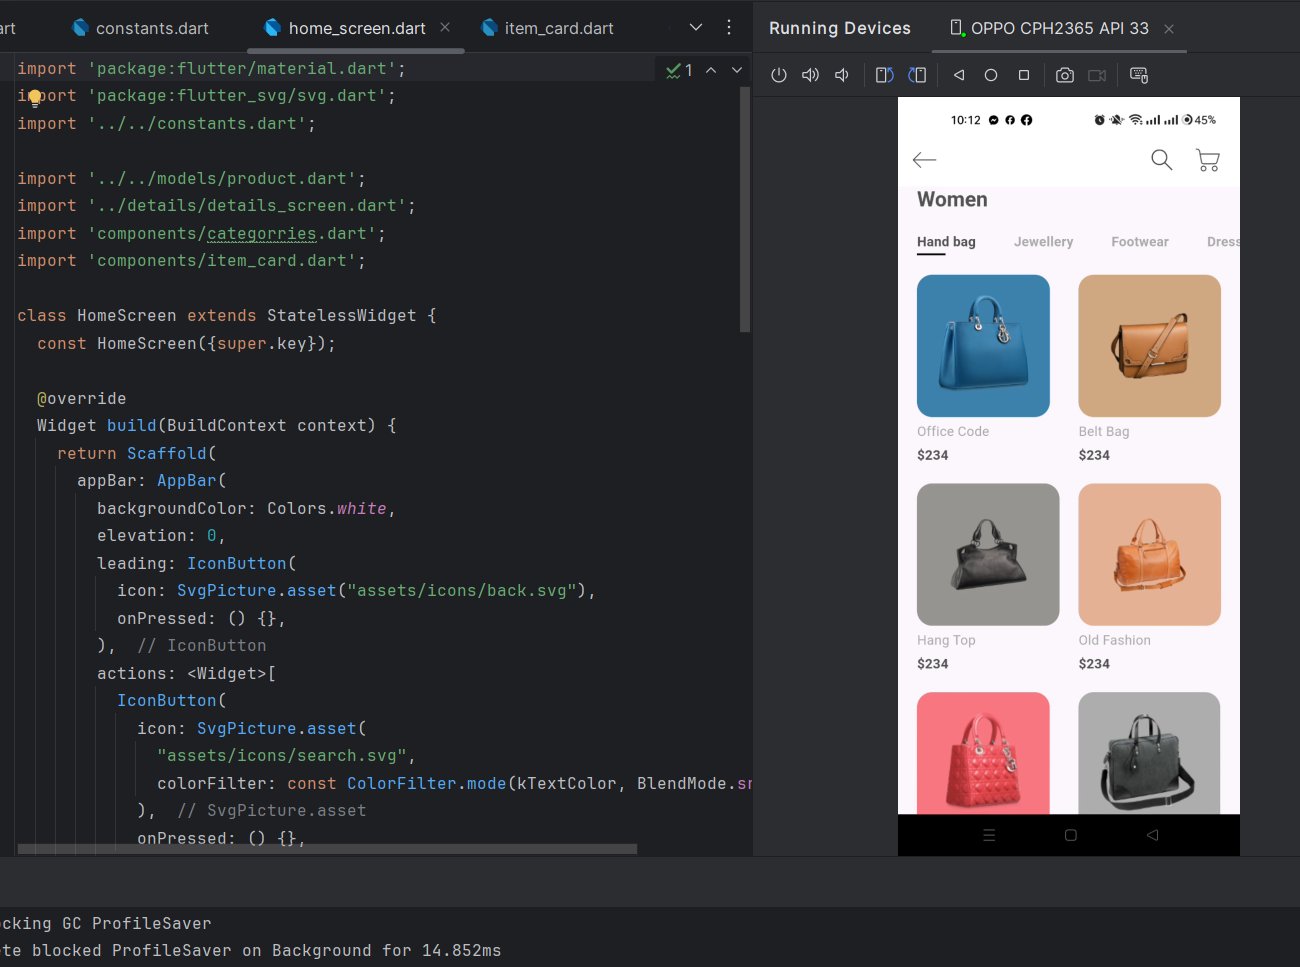 art constants.dart home_screen.dart item_card.dart
Running Devices OPPO CPH2365 API 33
import 'package:flutter/material.dart';
1
import 'package:flutter_svg/svg.dart';
import '../../constants.dart';
import '../../models/product.dart';
import '../details/details_screen.dart';
import 'components/categorries.dart';
import 'components/item_card.dart';
class HomeScreen extends StatelessWidget {
const HomeScreen({super.key});
@override
Widget build(BuildContext context) {
return Scaffold(
appBar: AppBar(
backgroundColor: Colors.white,
elevation: 0,
leading: IconButton(
icon: SvgPicture.asset("assets/icons/back.svg"),
onPressed: () {},
), // IconButton
actions: <Widget>[
IconButton(
icon: SvgPicture.asset(
"assets/icons/search.svg",
colorFilter: const ColorFilter.mode(kTextColor, BlendMode.sr
), // SvgPicture.asset
onPressed: () {},
10:12 45%
Women
Hand bag Jewellery Footwear Dress
Office Code Belt Bag
$234 $234
Hang Top Old Fashion
$234 $234
ocking GC ProfileSaver
ete blocked ProfileSaver on Background for 14.852ms